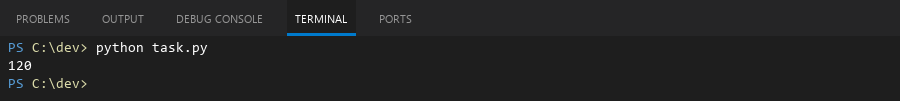 PROBLEMS OUTPUT DEBUG CONSOLE TERMINAL PORTS
PS C:\dev> python task.py
120
PS C:\dev>